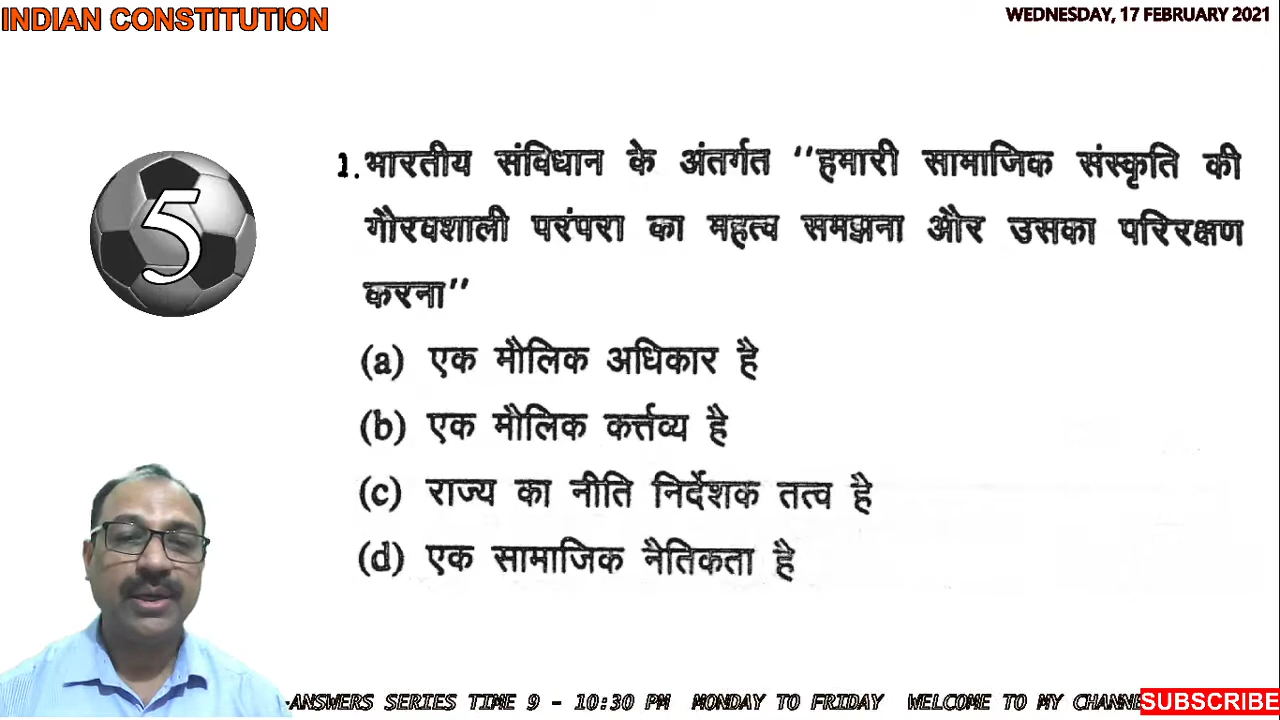 INDIAN CONSTITUTION
WEDNESDAY, 17 FEBRUARY 2021
5
1. भारतीय संविधान के अंतर्गत ‘‘हमारी सामाजिक संस्कृति की
गौरवशाली परंपरा का महत्व समझना और उसका परिरक्षण
करना’’
(a) एक मौलिक अधिकार है
(b) एक मौलिक कर्त्तव्य है
(c) राज्य का नीति निर्देशक तत्व है
(d) एक सामाजिक नैतिकता है
-ANSWERS SERIES TIME 9 - 10:30 PM MONDAY TO FRIDAY WELCOME TO MY CHANNE
SUBSCRIBE